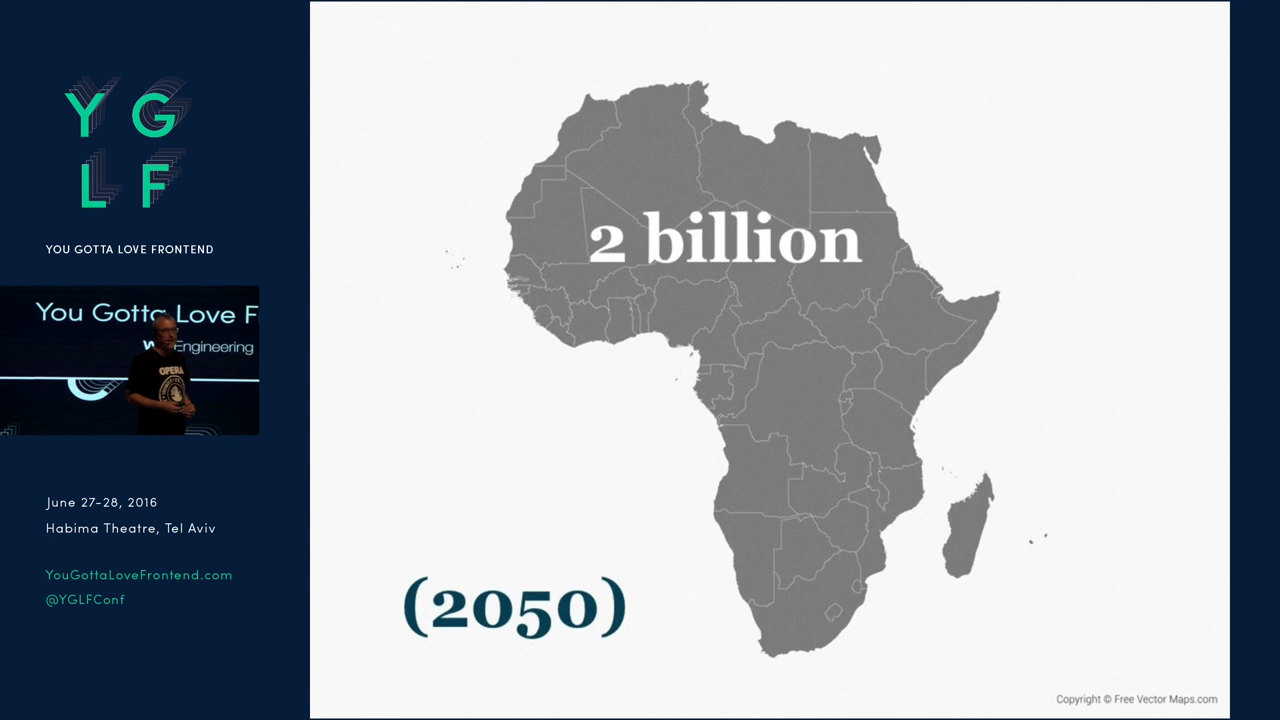 Y G
L F
YOU GOTTA LOVE FRONTEND
You Gotta Love F
Engineering
OPERA
June 27-28, 2016
Habima Theatre, Tel Aviv
YouGottaLoveFrontend.com
@YGLFConf
2 billion
(2050)
Copyright © Free Vector Maps.com